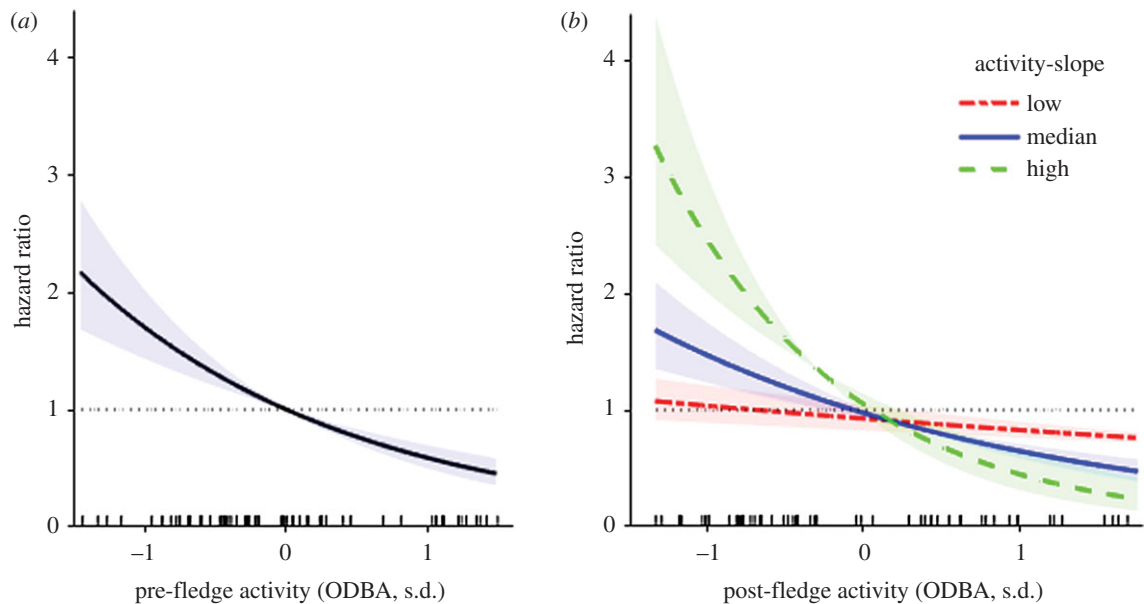 (a)
4
3
2
1
0
hazard ratio
–1 0 1
pre-fledge activity (ODBA, s.d.)
(b)
4
3
2
1
0
hazard ratio
activity-slope
low
median
high
–1 0 1
post-fledge activity (ODBA, s.d.)